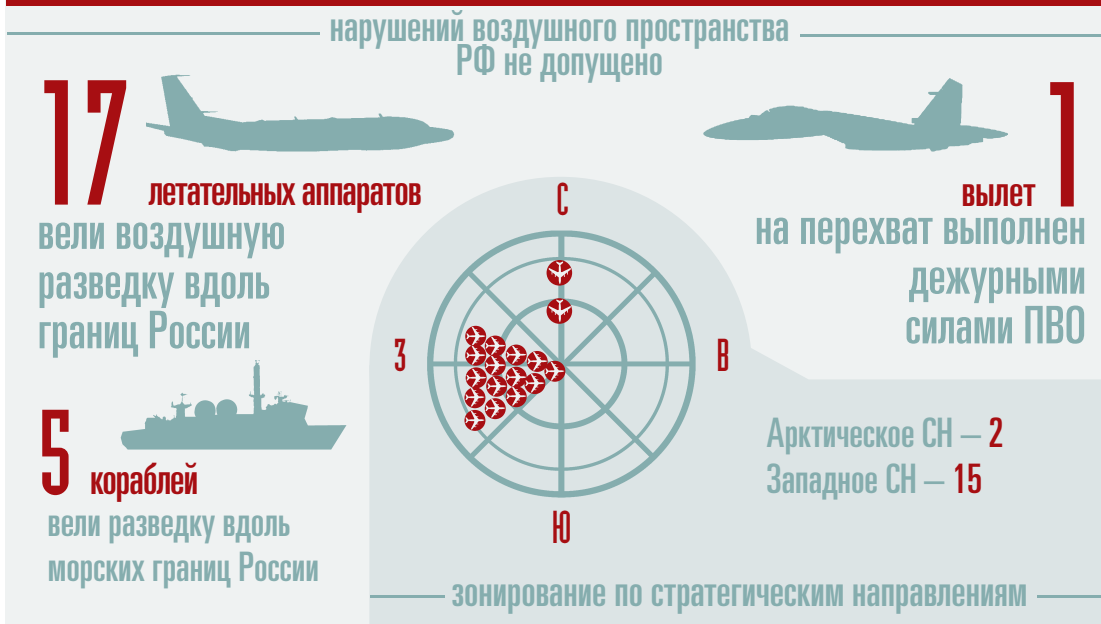 нарушений воздушного пространства
РФ не допущено
17
летательных аппаратов
вели воздушную
разведку вдоль
границ России
1
вылет
на перехват выполнен
дежурными
силами ПВО
С
З
В
Ю
5
кораблей
вели разведку вдоль
морских границ России
Арктическое СН – 2
Западное СН – 15
зонирование по стратегическим направлениям